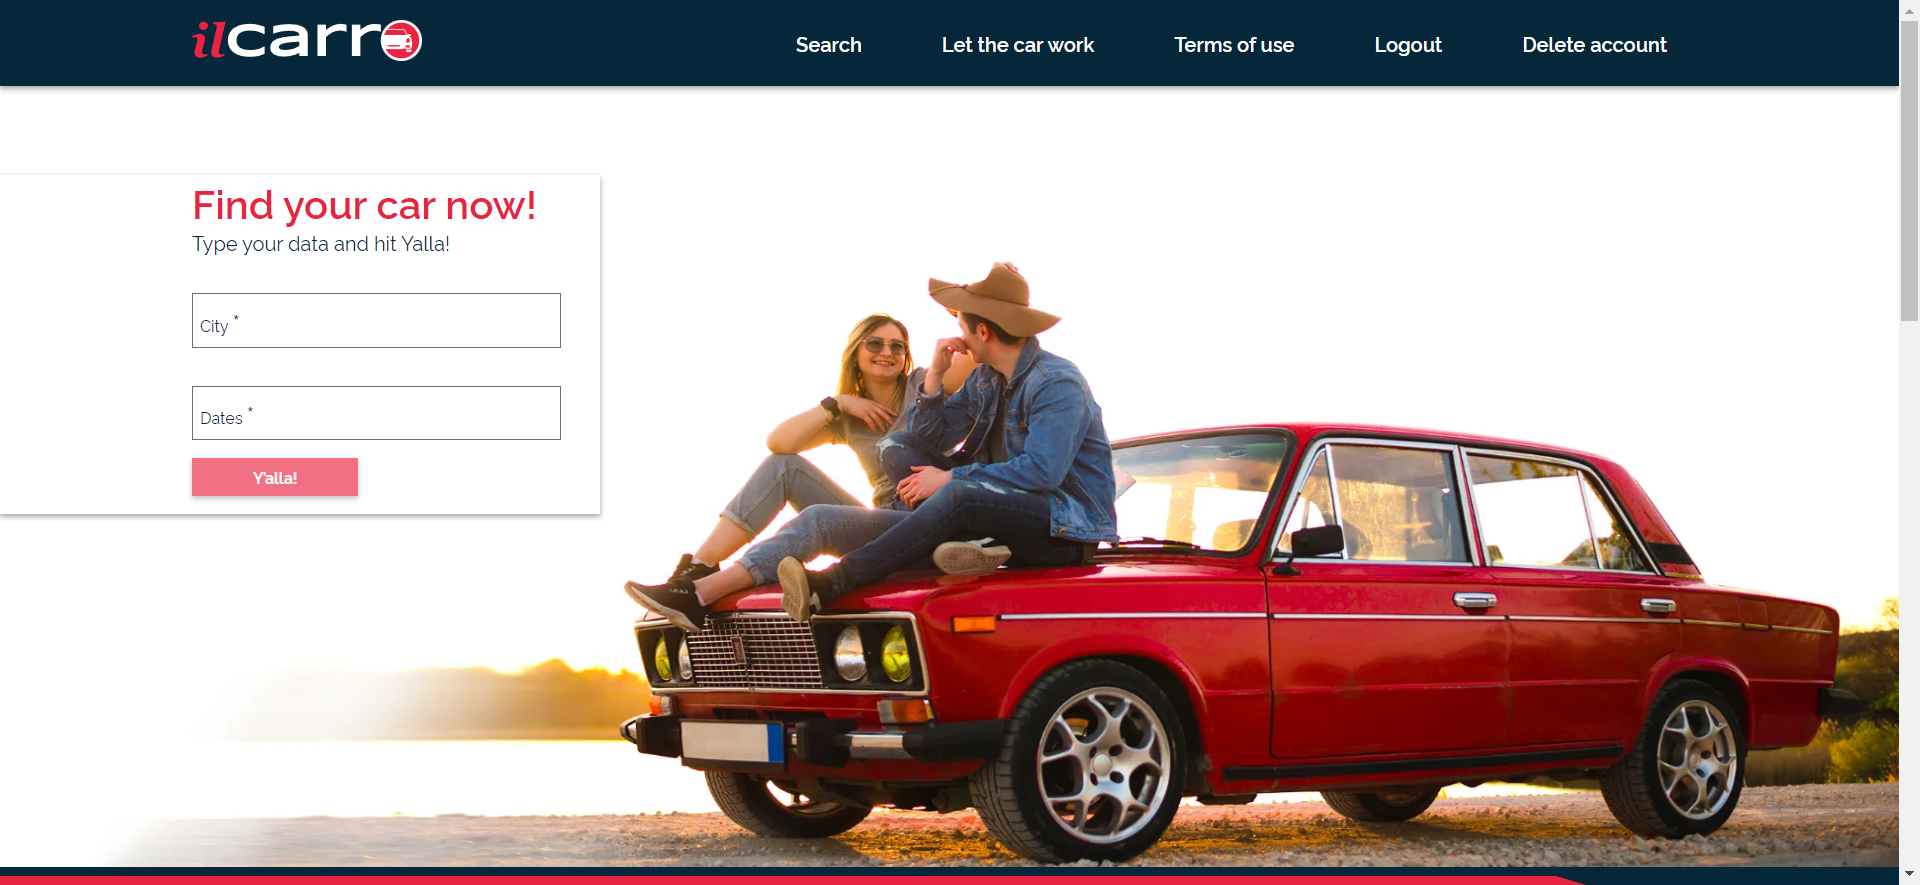 ilcarro
Search
Let the car work
Terms of use
Logout
Delete account
Find your car now!
Type your data and hit Yalla!
City *
Dates *
Y'alla!